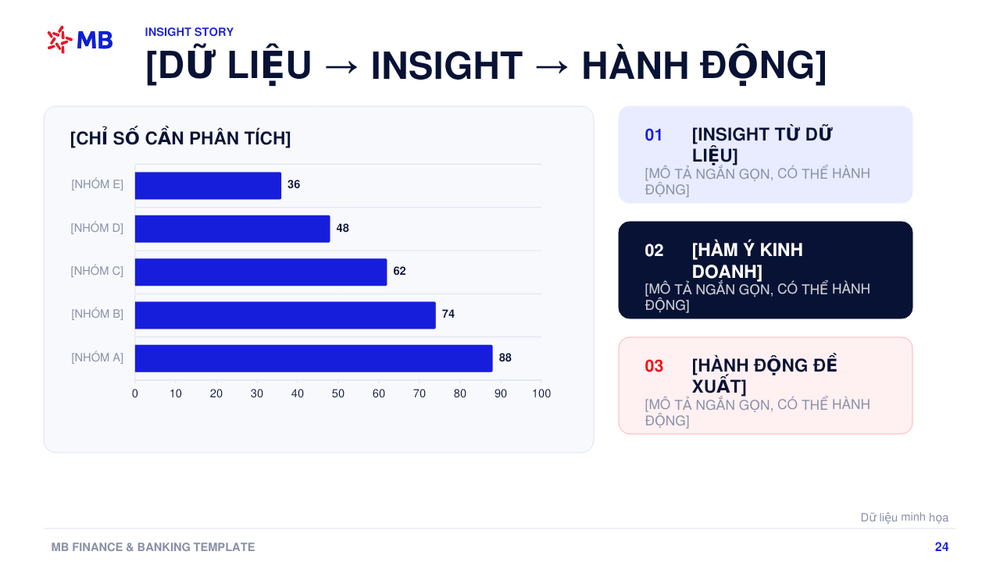 MB
INSIGHT STORY
[DỮ LIỆU → INSIGHT → HÀNH ĐỘNG]
[CHỈ SỐ CẦN PHÂN TÍCH]
[NHÓM E]
36
[NHÓM D]
48
[NHÓM C]
62
[NHÓM B]
74
[NHÓM A]
88
0 10 20 30 40 50 60 70 80 90 100
01 [INSIGHT TỪ DỮ
LIỆU]
[MÔ TẢ NGẮN GỌN, CÓ THỂ HÀNH
ĐỘNG]
02 [HÀM Ý KINH
DOANH]
[MÔ TẢ NGẮN GỌN, CÓ THỂ HÀNH
ĐỘNG]
03 [HÀNH ĐỘNG ĐỀ
XUẤT]
[MÔ TẢ NGẮN GỌN, CÓ THỂ HÀNH
ĐỘNG]
Dữ liệu minh họa
MB FINANCE & BANKING TEMPLATE
24